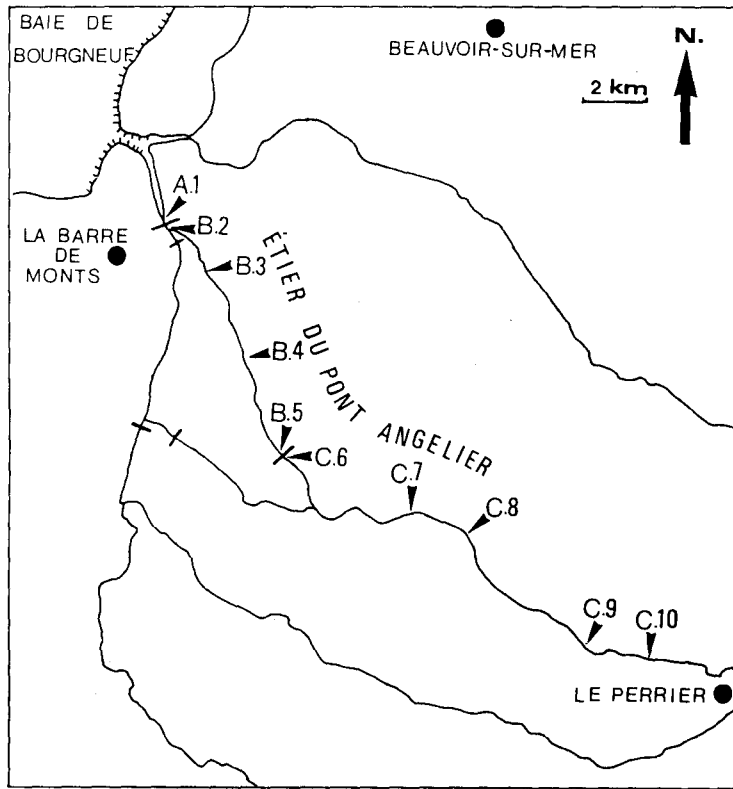 BAIE DE
BOURGNEUF
BEAUVOIR-SUR-MER
N.
2 km
A.1
B.2
LA BARRE
DE
MONTS
B.3
ÉTIER DU PONT ANGELIER
B.4
B.5
C.6
C.7
C.8
C.9
C.10
LE PERRIER